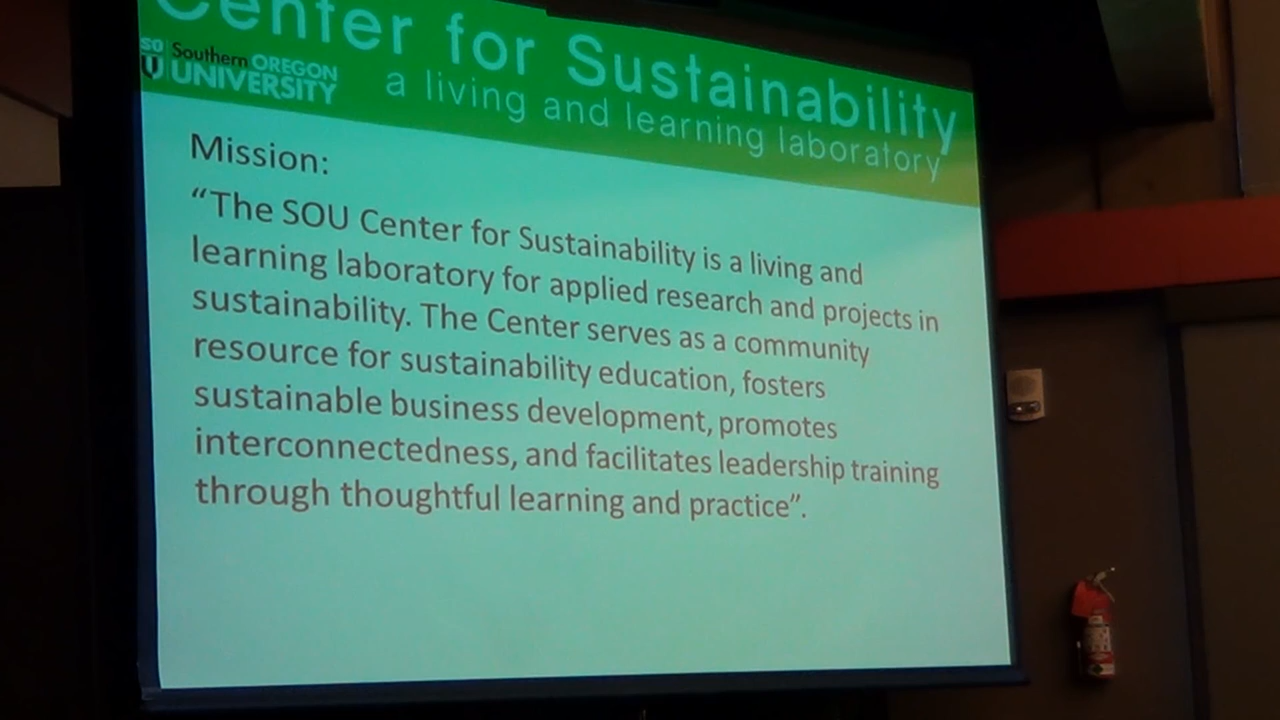 Center for Sustainability
SO
U
Southern OREGON
UNIVERSITY
a living and learning laboratory
Mission:
“The SOU Center for Sustainability is a living and
learning laboratory for applied research and projects in
sustainability. The Center serves as a community
resource for sustainability education, fosters
sustainable business development, promotes
interconnectedness, and facilitates leadership training
through thoughtful learning and practice”.